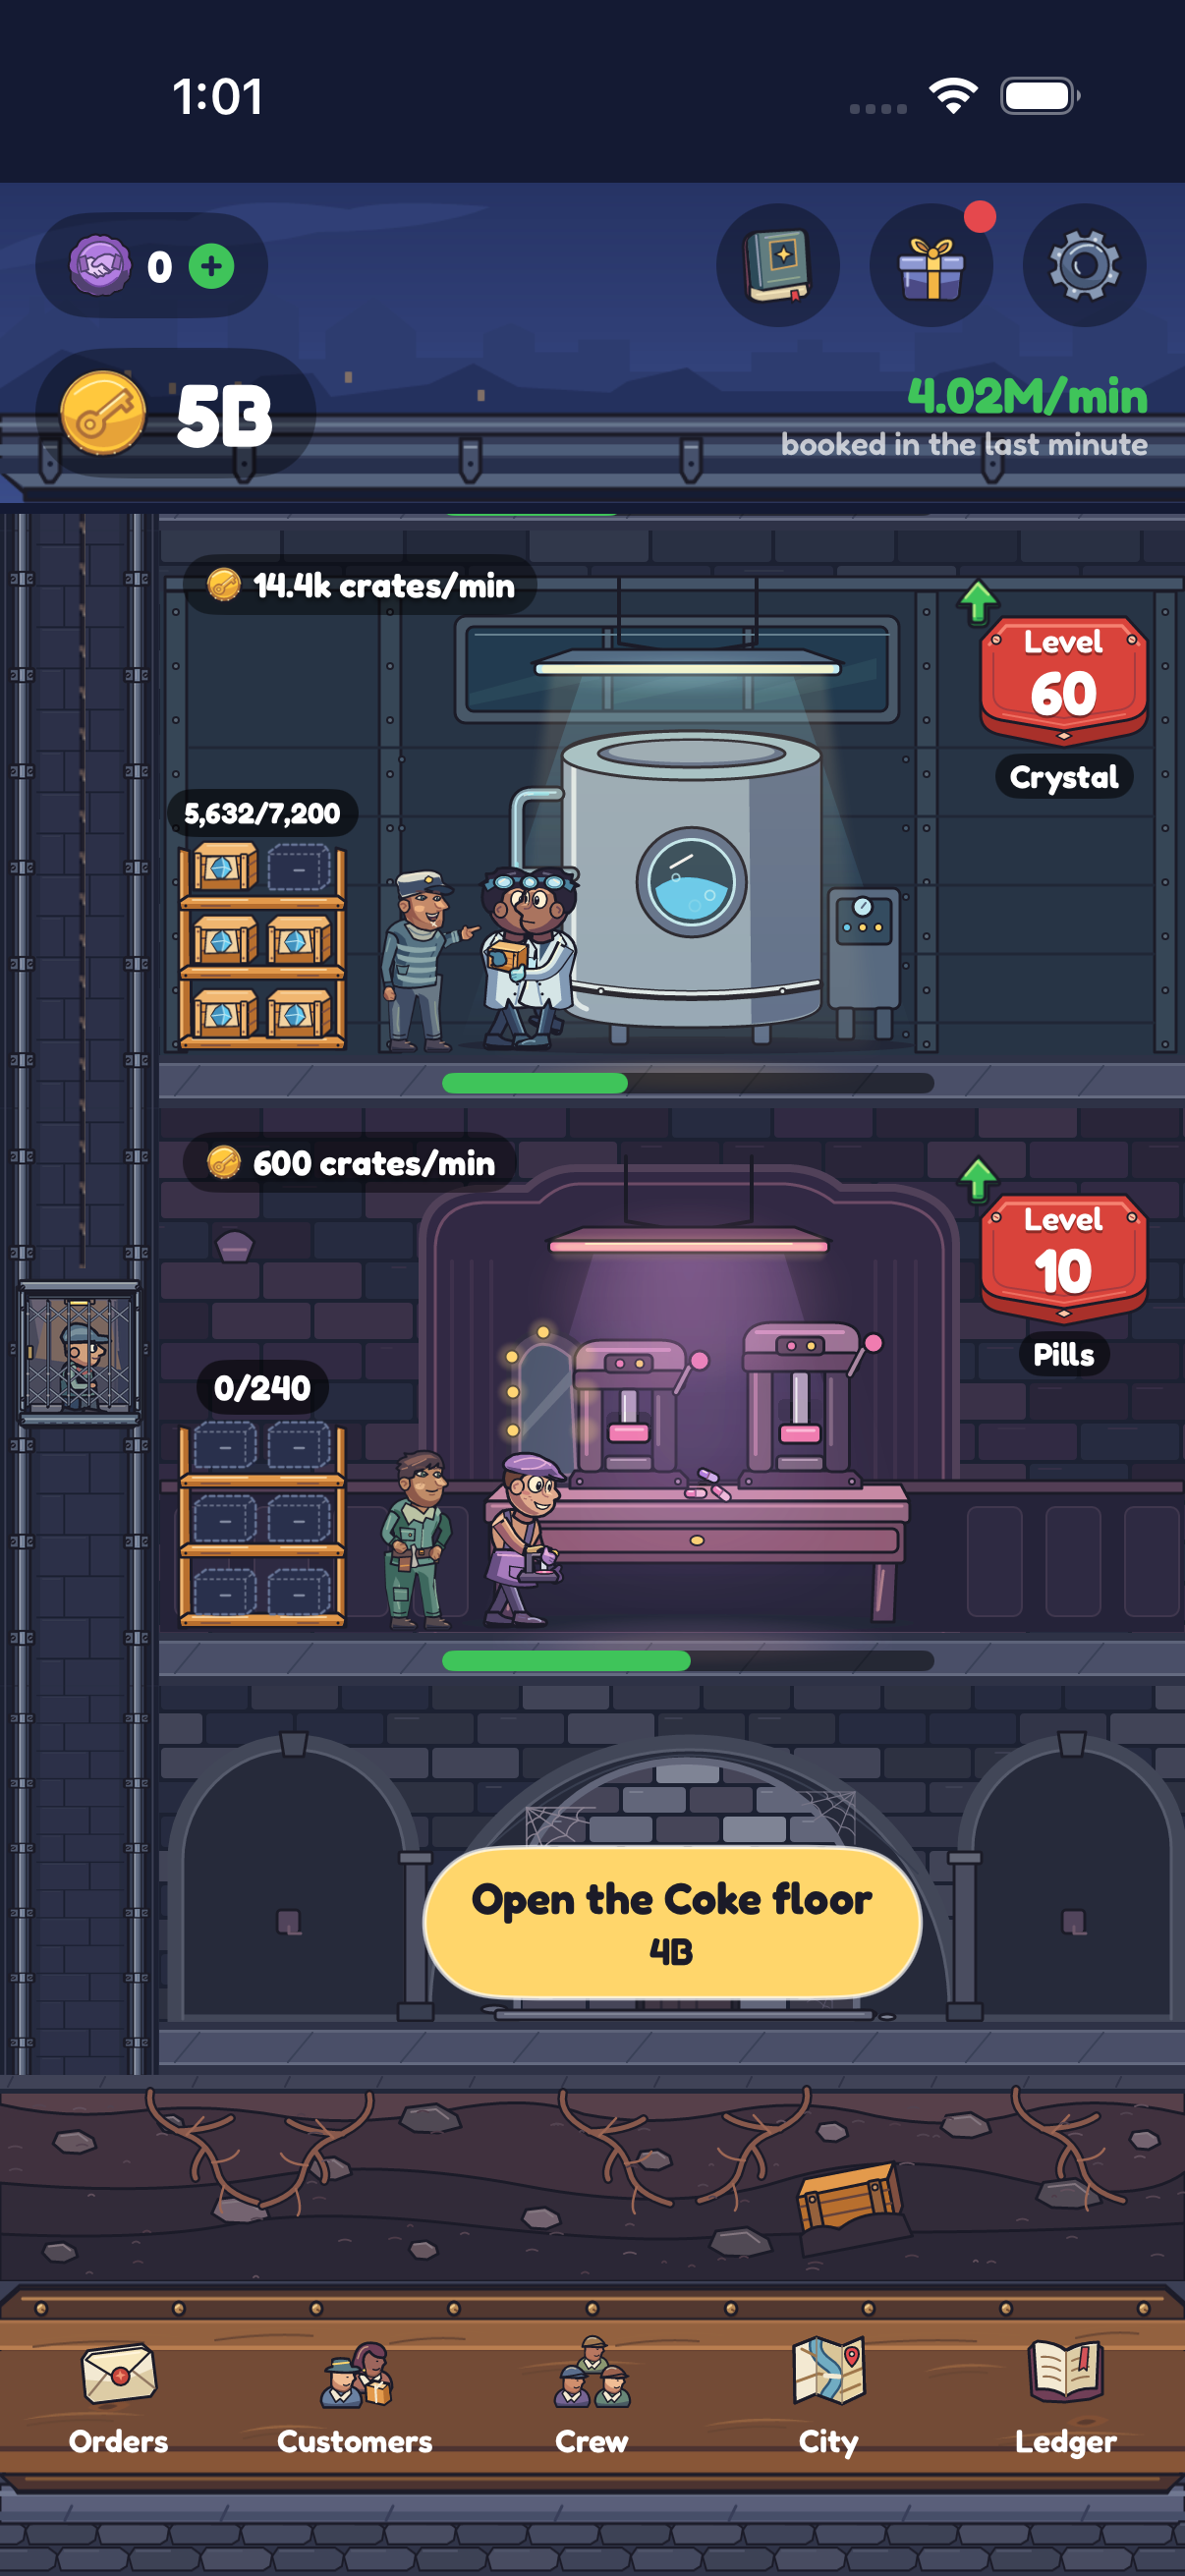 1:01
0
5B
4.02M/min
booked in the last minute
14.4k crates/min
Level
60
Crystal
5,632/7,200
600 crates/min
Level
10
Pills
0/240
Open the Coke floor
4B
Orders
Customers
Crew
City
Ledger